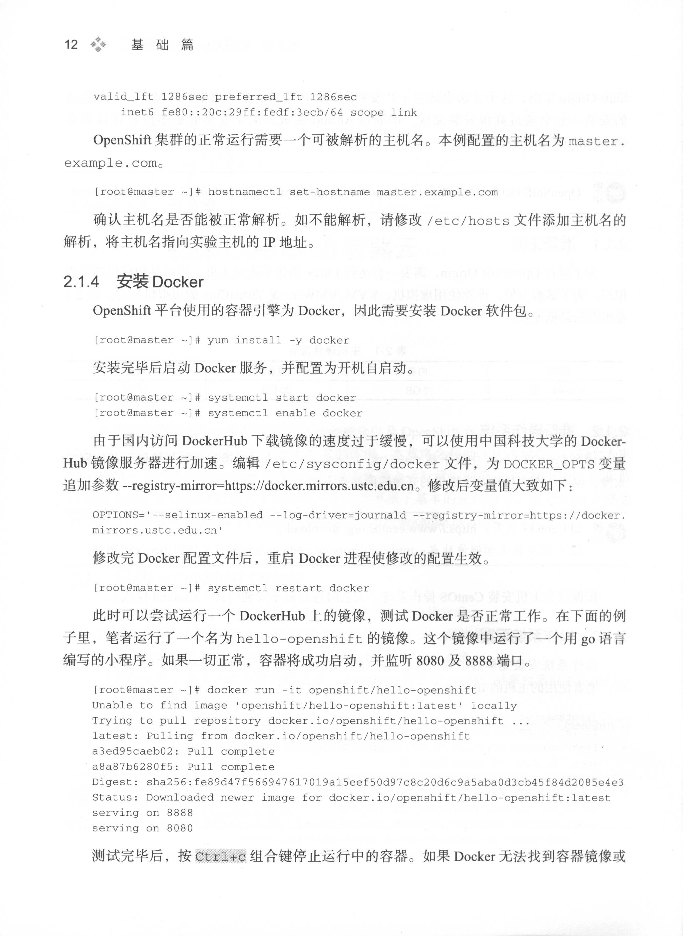 12 基 础 篇
valid_lft 1286sec preferred_lft 1286sec
inet6 fe80::20c:29ff:fedf:3ecb/64 scope link
OpenShift 集群的正常运行需要一个可被解析的主机名。本例配置的主机名为 master.
example.com。
[root@master ~]# hostnamectl set-hostname master.example.com
确认主机名是否能被正常解析。如不能解析，请修改 /etc/hosts 文件添加主机名的
解析，将主机名指向实验主机的 IP 地址。
2.1.4 安装 Docker
OpenShift 平台使用的容器引擎为 Docker，因此需要安装 Docker 软件包。
[root@master ~]# yum install -y docker
安装完毕后启动 Docker 服务，并配置为开机自启动。
[root@master ~]# systemctl start docker
[root@master ~]# systemctl enable docker
由于国内访问 DockerHub 下载镜像的速度过于缓慢，可以使用中国科技大学的 Docker-
Hub 镜像服务器进行加速。编辑 /etc/sysconfig/docker 文件，为 DOCKER_OPTS 变量
追加参数 --registry-mirror=https://docker.mirrors.ustc.edu.cn。修改后变量值大致如下：
OPTIONS='--selinux-enabled --log-driver=journald --registry-mirror=https://docker.
mirrors.ustc.edu.cn'
修改完 Docker 配置文件后，重启 Docker 进程使修改的配置生效。
[root@master ~]# systemctl restart docker
此时可以尝试运行一个 DockerHub 上的镜像，测试 Docker 是否正常工作。在下面的例
子里，笔者运行了一个名为 hello-openshift 的镜像。这个镜像中运行了一个用 go 语言
编写的小程序。如果一切正常，容器将成功启动，并监听 8080 及 8888 端口。
[root@master ~]# docker run -it openshift/hello-openshift
Unable to find image 'openshift/hello-openshift:latest' locally
Trying to pull repository docker.io/openshift/hello-openshift ...
latest: Pulling from docker.io/openshift/hello-openshift
a3ed95caeb02: Pull complete
a8a87b6280f5: Pull complete
Digest: sha256:fe89d47f566947617019a15eef50d97c8c20d6c9a5aba0d3cb45f84d2085e4e3
Status: Downloaded newer image for docker.io/openshift/hello-openshift:latest
serving on 8888
serving on 8080
测试完毕后，按 Ctrl+c 组合键停止运行中的容器。如果 Docker 无法找到容器镜像或